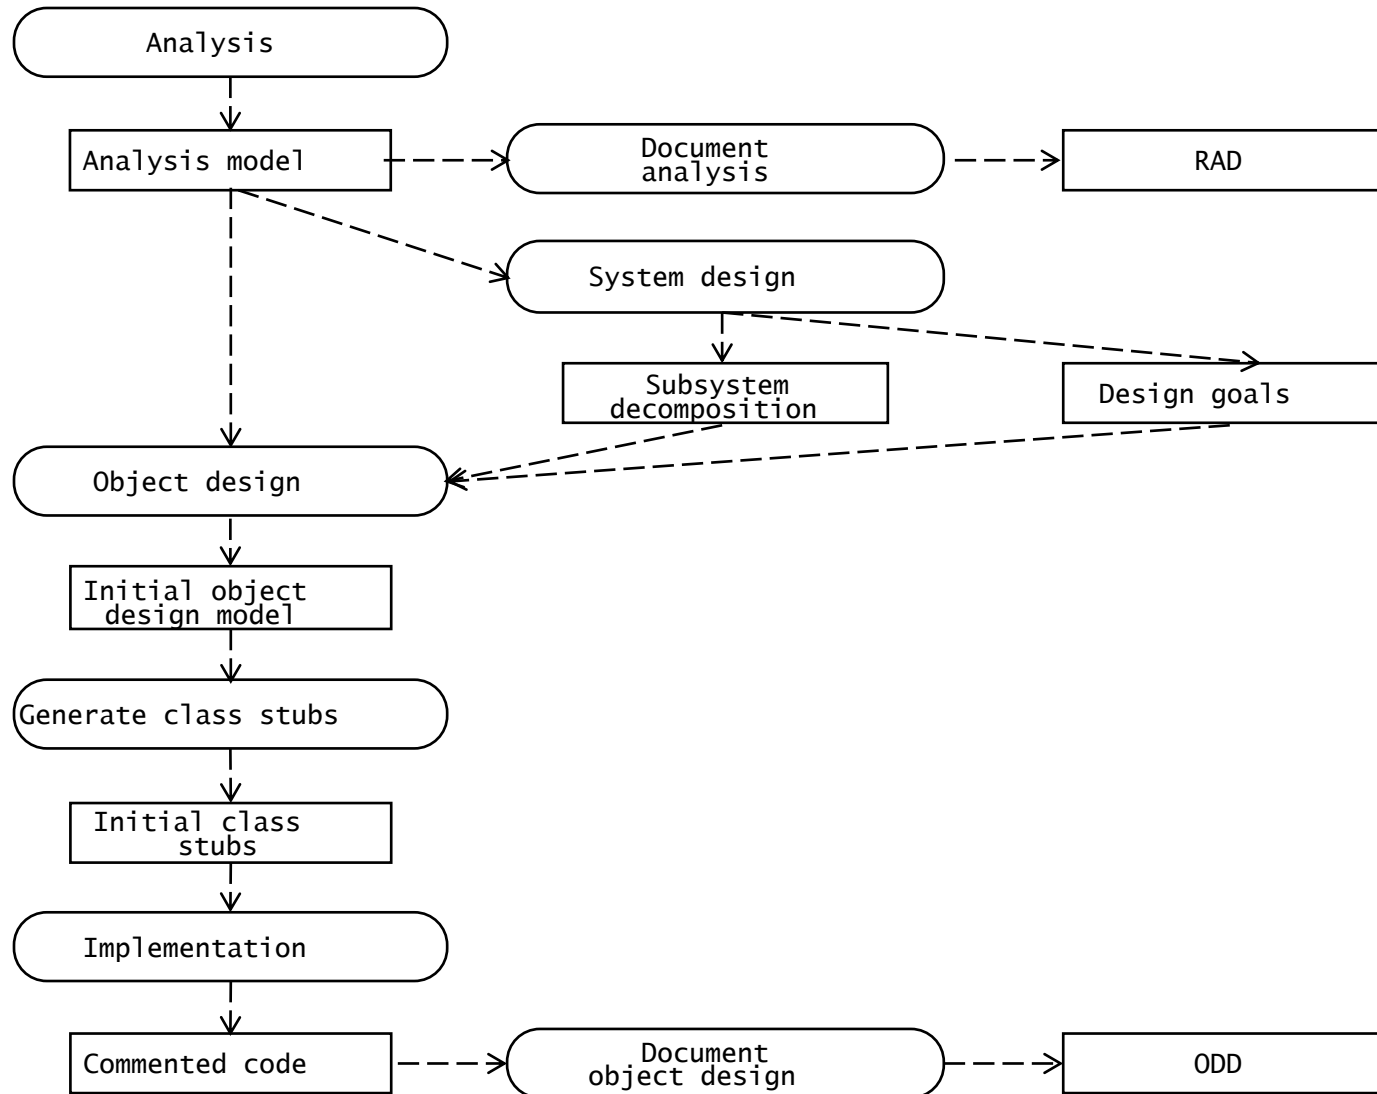 Analysis
Analysis model
Document
analysis
RAD
System design
Subsystem
decomposition
Design goals
Object design
Initial object
design model
Generate class stubs
Initial class
stubs
Implementation
Commented code
Document
object design
ODD